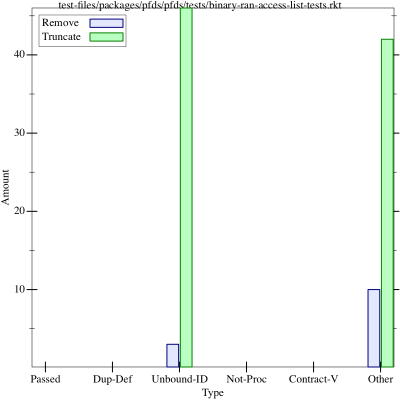 test-files/packages/pfds/pfds/tests/binary-ran-access-list-tests.rkt
Remove
Truncate
40
30
20
10
Amount
Passed Dup-Def Unbound-ID Not-Proc Contract-V Other
Type